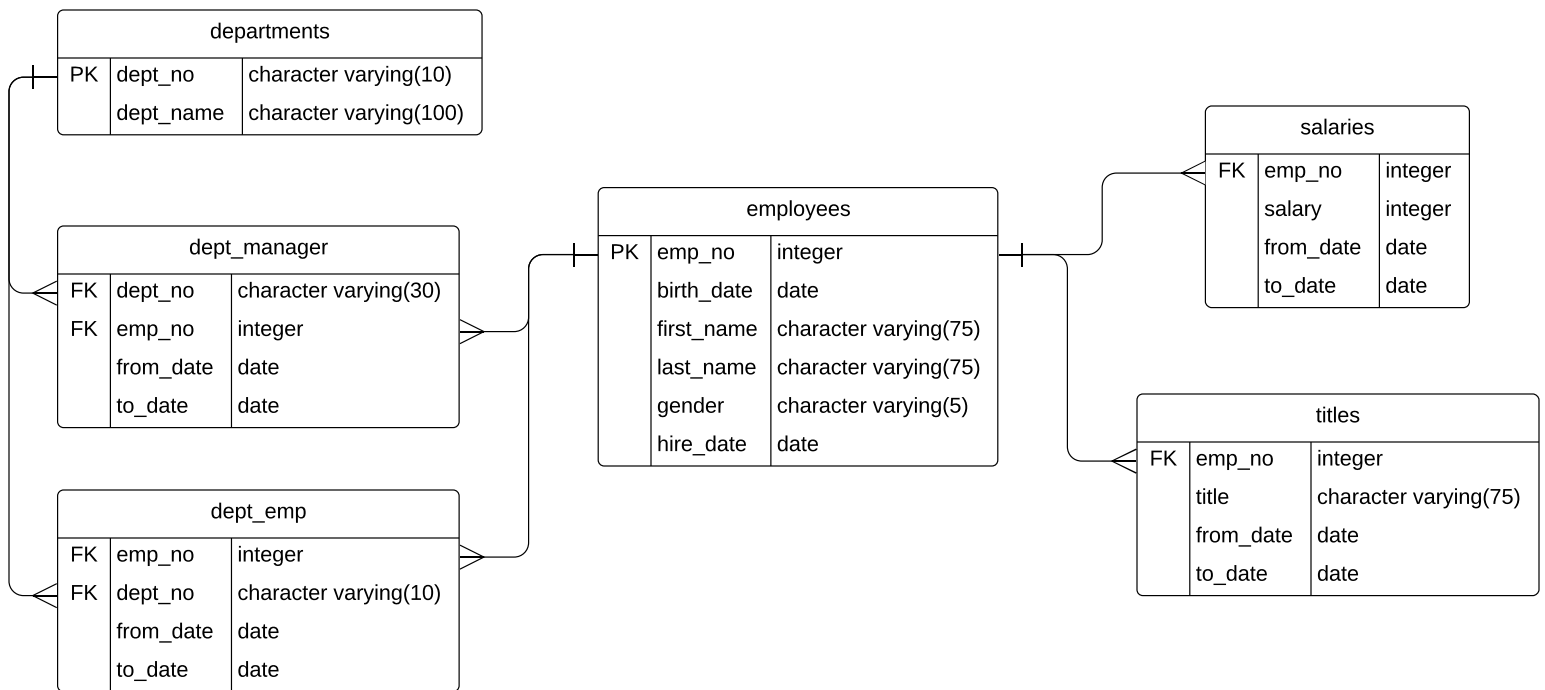 departments
PK dept_no character varying(10)
dept_name character varying(100)
dept_manager
FK dept_no character varying(30)
FK emp_no integer
from_date date
to_date date
dept_emp
FK emp_no integer
FK dept_no character varying(10)
from_date date
to_date date
employees
PK emp_no integer
birth_date date
first_name character varying(75)
last_name character varying(75)
gender character varying(5)
hire_date date
salaries
FK emp_no integer
salary integer
from_date date
to_date date
titles
FK emp_no integer
title character varying(75)
from_date date
to_date date